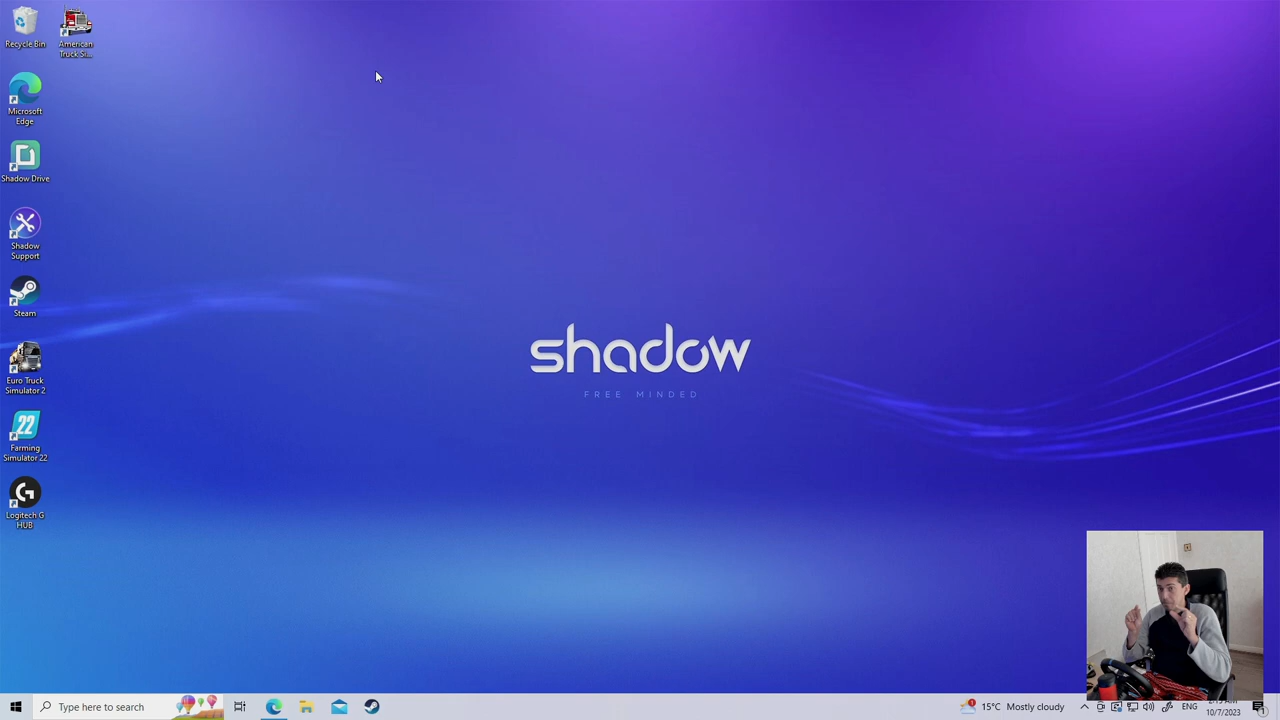 Recycle Bin
American
Truck Si...
Microsoft
Edge
Shadow Drive
Shadow
Support
Steam
Euro Truck
Simulator 2
22
Farming
Simulator 22
Logitech G
HUB
shadow
FREE MINDED
Type here to search
15°C Mostly cloudy
ENG
10/7/2023